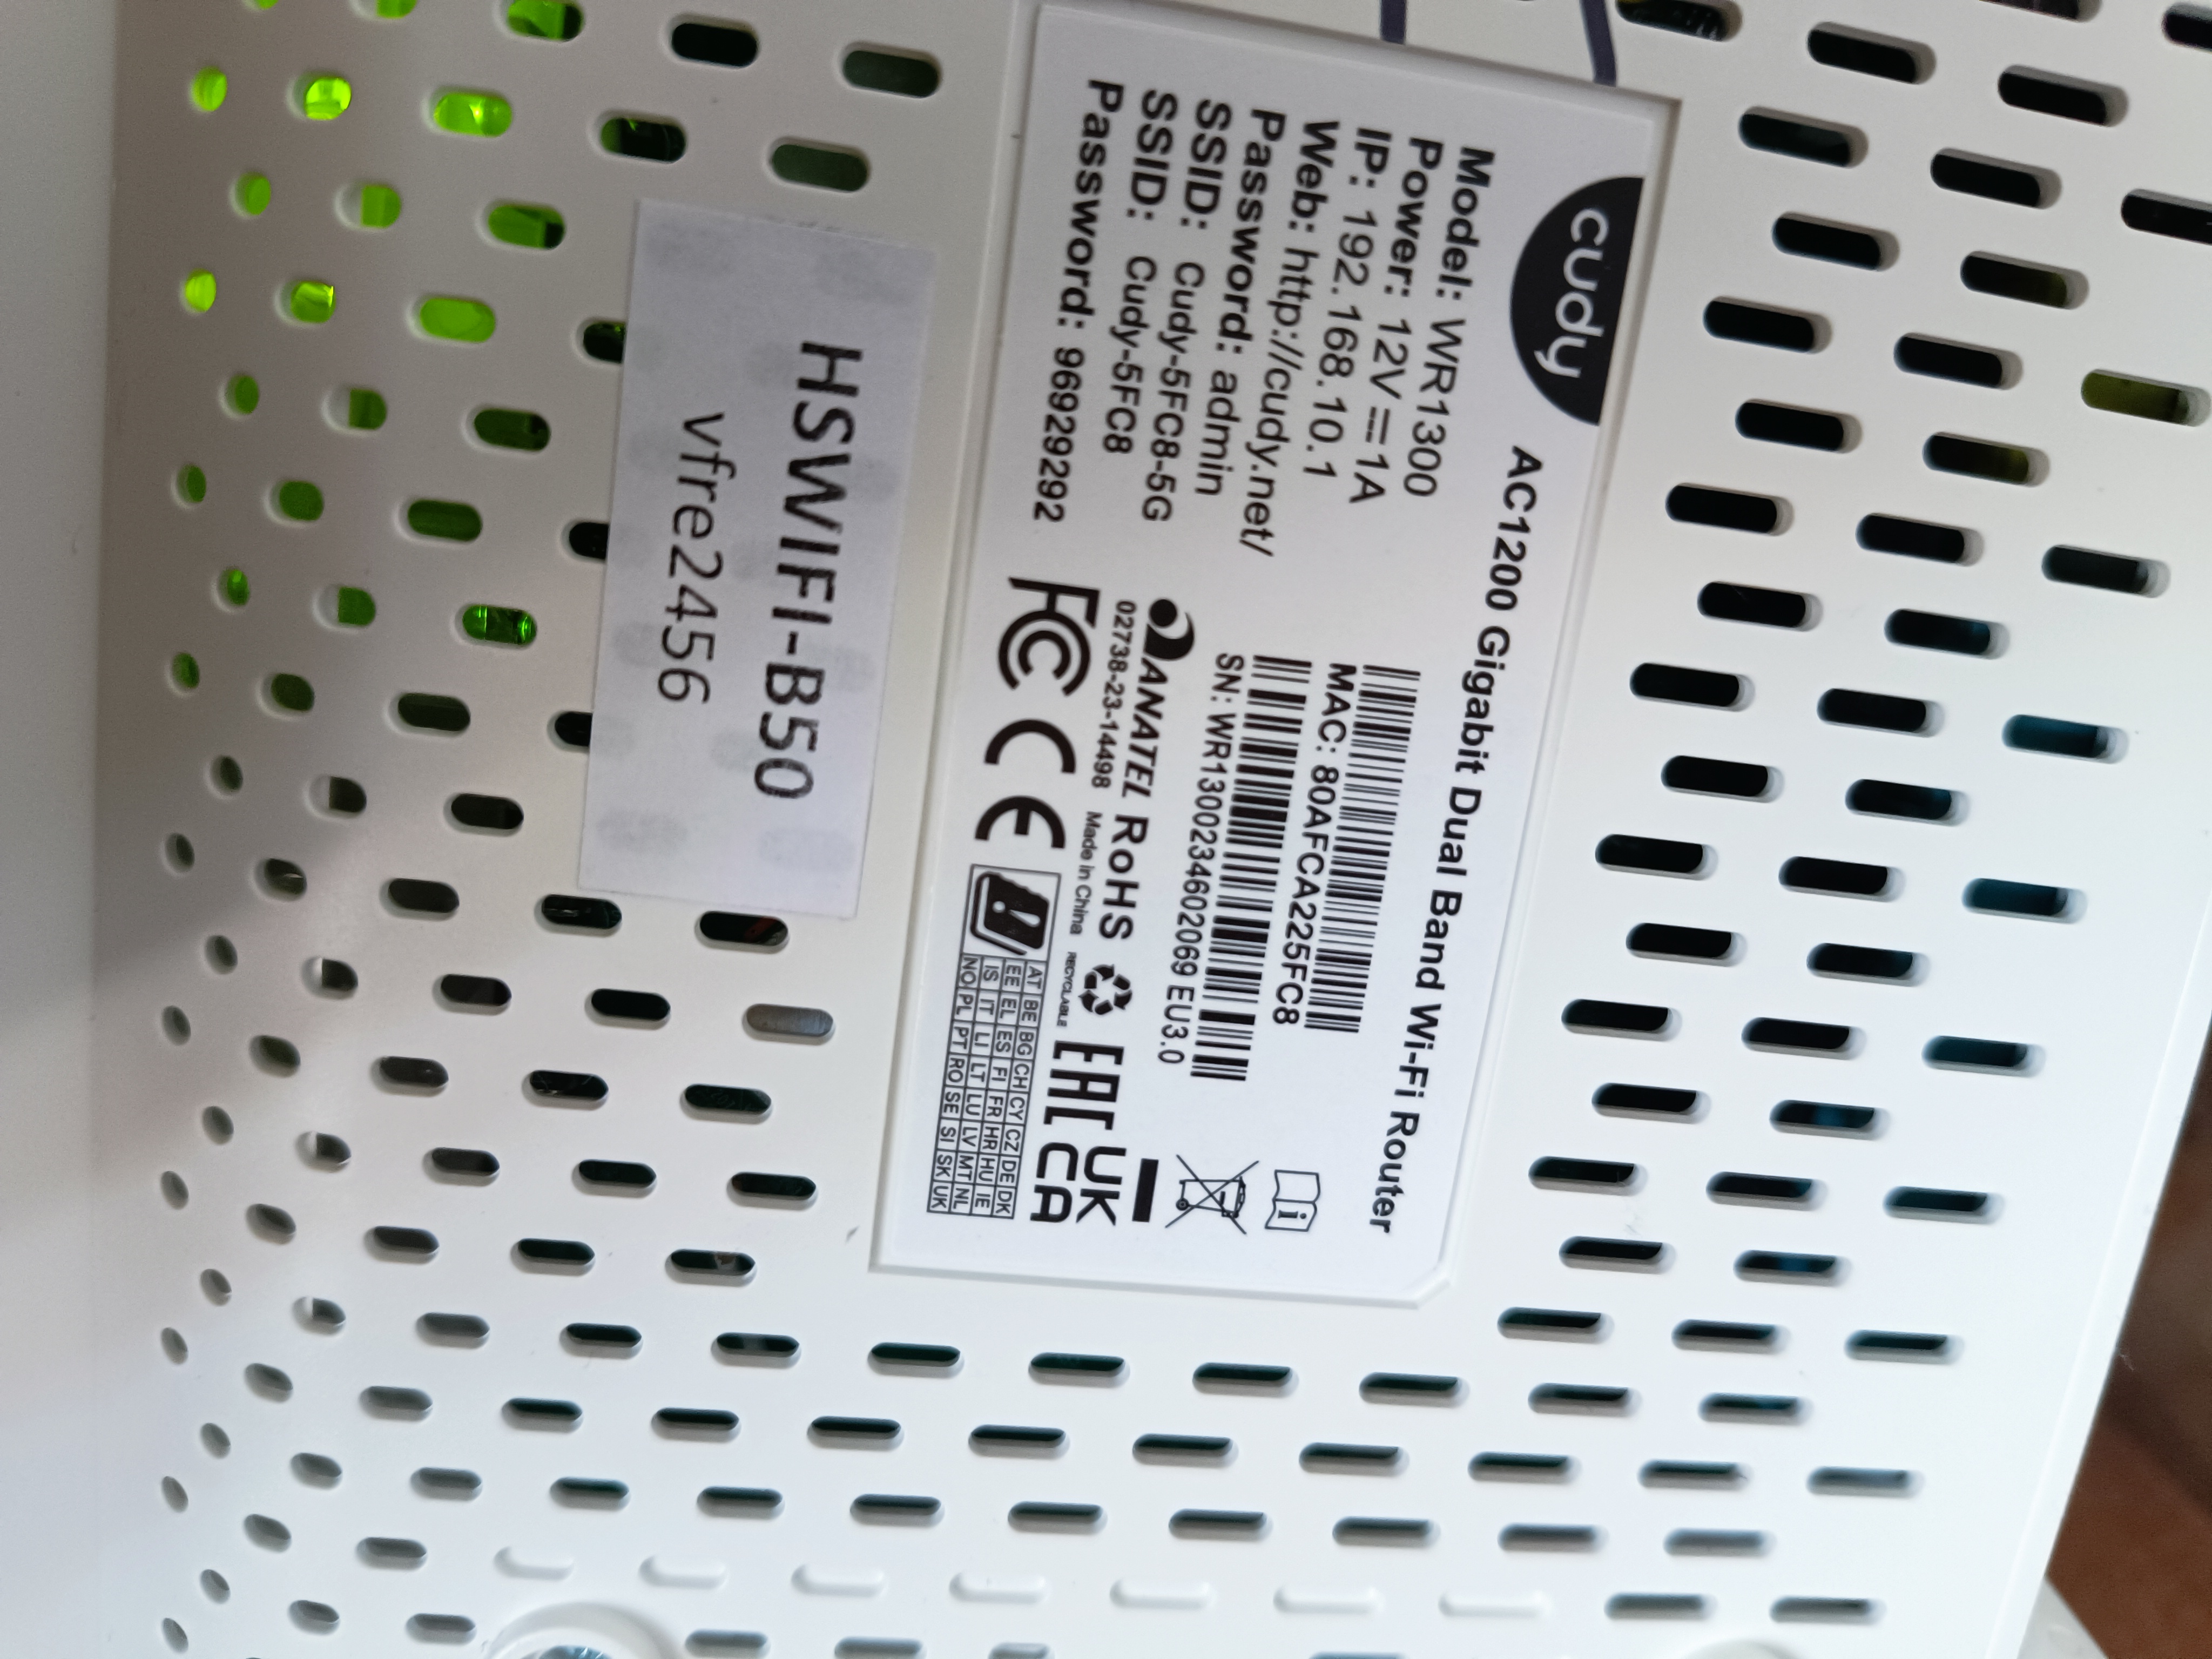 cudy
AC1200 Gigabit Dual Band Wi-Fi Router
Model: WR1300
Power: 12V⎓1A
IP: 192.168.10.1
Web: http://cudy.net/
Password: admin
SSID: Cudy-5FC8-5G
SSID: Cudy-5FC8
Password: 96929292
MAC: 80AFCA225FC8
SN: WR1300234602069 EU3.0
ANATEL
02738-23-14498
RoHS
Made in China
RECYCLABLE
FC CE
EAC
UK
CA
i
!
AT BE BG CH CY CZ DE DK
EE EL ES FI FR HR HU IE
IS IT LI LT LU LV MT NL
NO PL PT RO SE SI SK UK
HSWIFI-B50
vfre2456